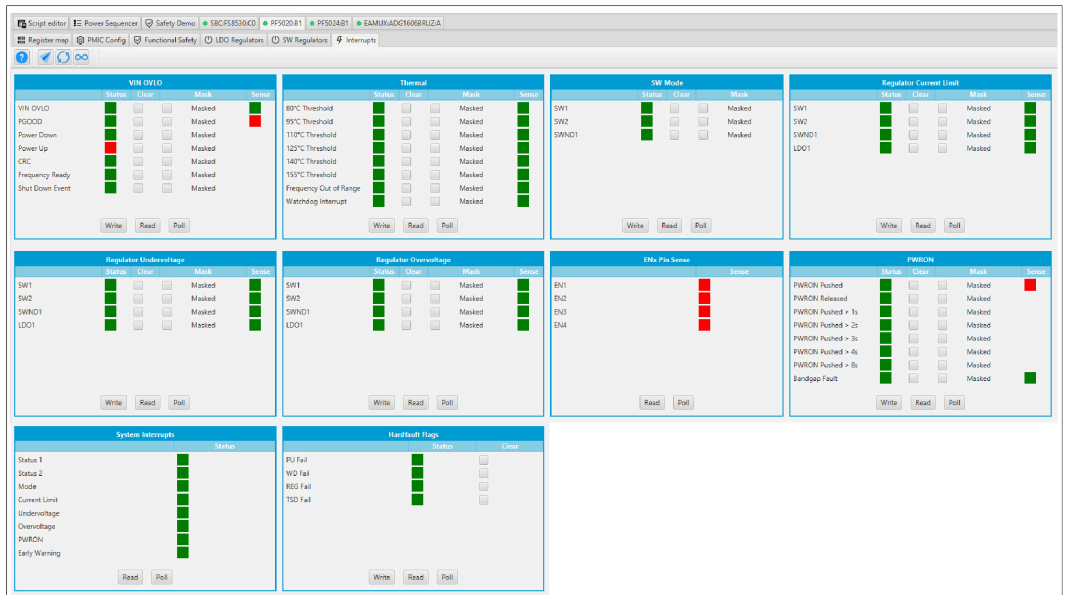 Script editor Power Sequencer Safety Demo SBC:FS8530:C0 PF5020:B1 PF5024:B1 EAMUX:ADG1606BRUZ:A
Register map PMIC Config Functional Safety LDO Regulators SW Regulators Interrupts
VIN OVLO
Status Clear Mask Sense
VIN OVLO Masked
PGOOD Masked
Power Down Masked
Power Up Masked
CRC Masked
Frequency Ready Masked
Shut Down Event Masked
Write Read Poll
Thermal
Status Clear Mask Sense
80°C Threshold Masked
95°C Threshold Masked
110°C Threshold Masked
125°C Threshold Masked
140°C Threshold Masked
155°C Threshold Masked
Frequency Out of Range Masked
Watchdog Interrupt Masked
Write Read Poll
SW Mode
Status Clear Mask
SW1 Masked
SW2 Masked
SWND1 Masked
Write Read Poll
Regulator Current Limit
Status Clear Mask Sense
SW1 Masked
SW2 Masked
SWND1 Masked
LDO1 Masked
Write Read Poll
Regulator Undervoltage
Status Clear Mask Sense
SW1 Masked
SW2 Masked
SWND1 Masked
LDO1 Masked
Write Read Poll
Regulator Overvoltage
Status Clear Mask Sense
SW1 Masked
SW2 Masked
SWND1 Masked
LDO1 Masked
Write Read Poll
ENx Pin Sense
Sense
EN1
EN2
EN3
EN4
Read Poll
PWRON
Status Clear Mask Sense
PWRON Pushed Masked
PWRON Released Masked
PWRON Pushed > 1s Masked
PWRON Pushed > 2s Masked
PWRON Pushed > 3s Masked
PWRON Pushed > 4s Masked
PWRON Pushed > 8s Masked
Bandgap Fault Masked
Write Read Poll
System Interrupts
Status
Status 1
Status 2
Mode
Current Limit
Undervoltage
Overvoltage
PWRON
Early Warning
Read Poll
Hardfault Flags
Status Clear
PU Fail
WD Fail
REG Fail
TSD Fail
Write Read Poll